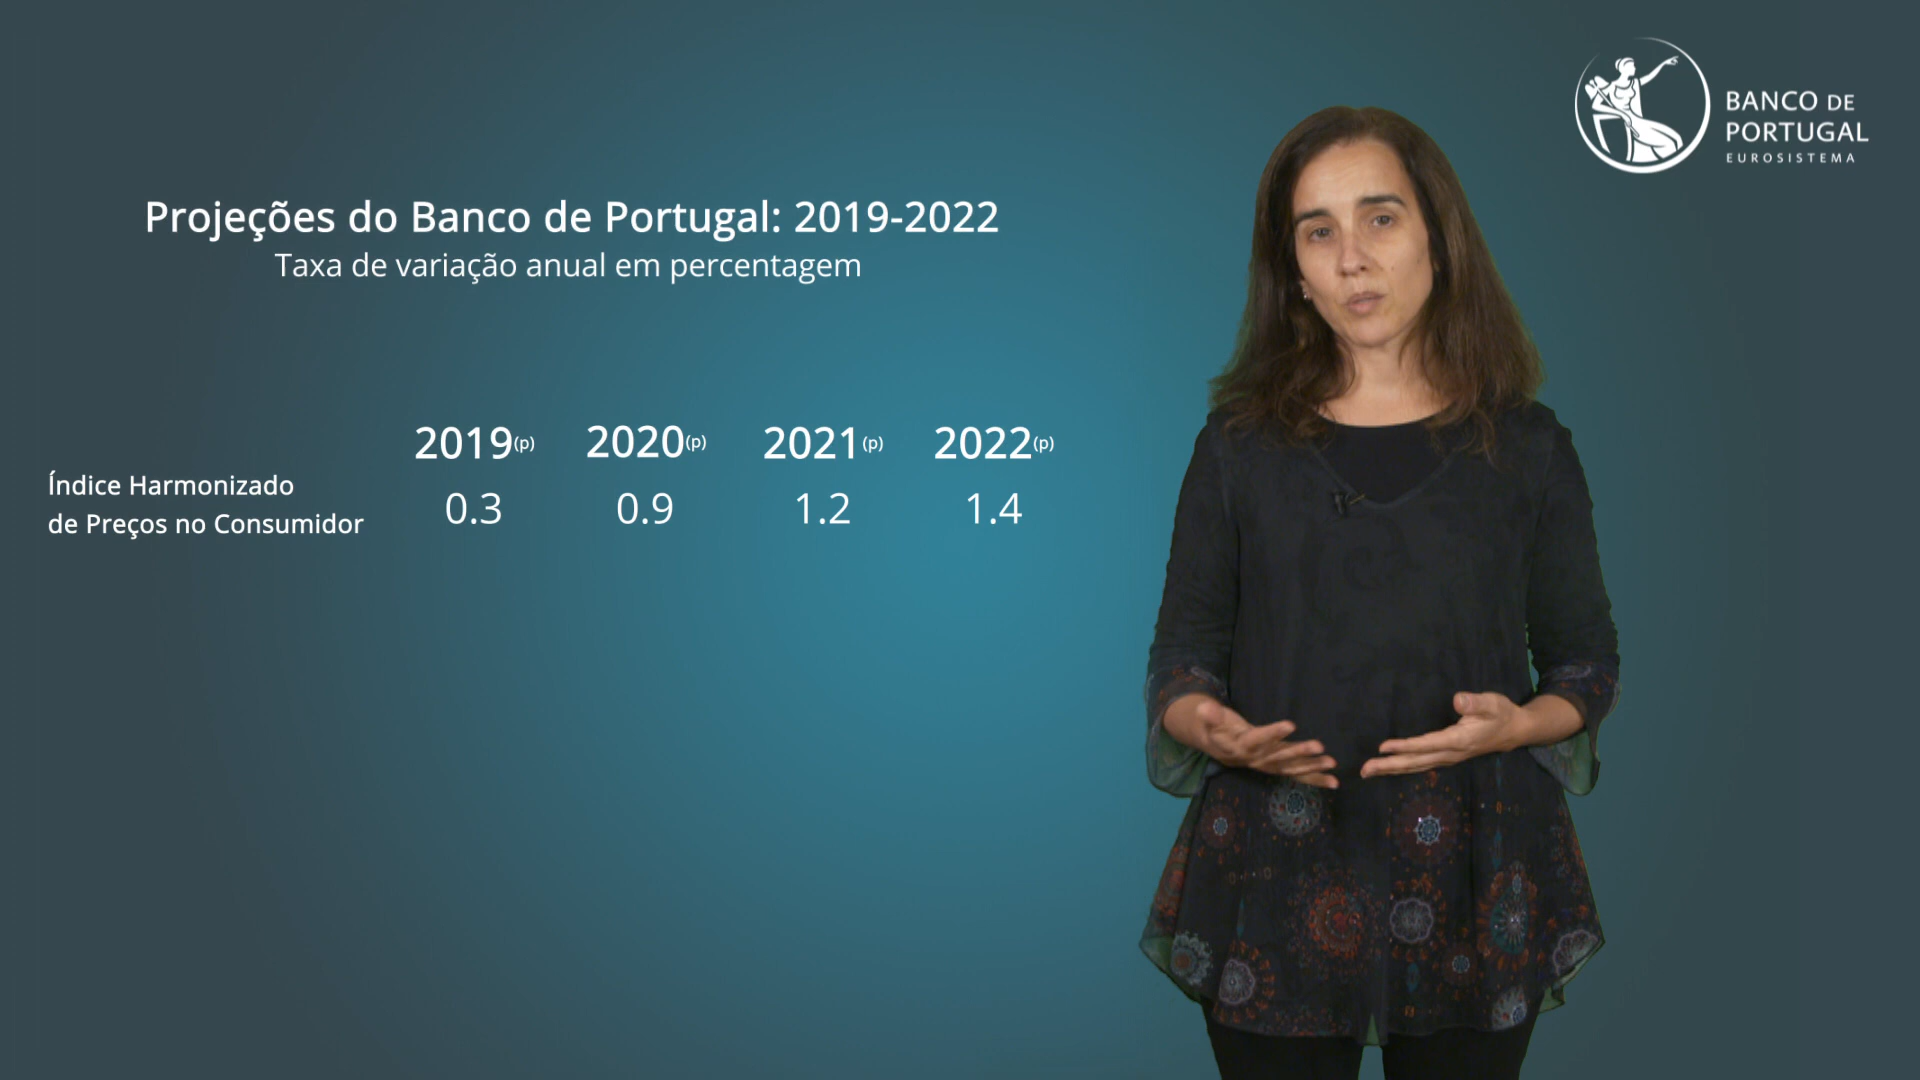 BANCO DE
PORTUGAL
EUROSISTEMA
Projeções do Banco de Portugal: 2019-2022
Taxa de variação anual em percentagem
2019(p) 2020(p) 2021(p) 2022(p)
Índice Harmonizado
de Preços no Consumidor
0.3 0.9 1.2 1.4